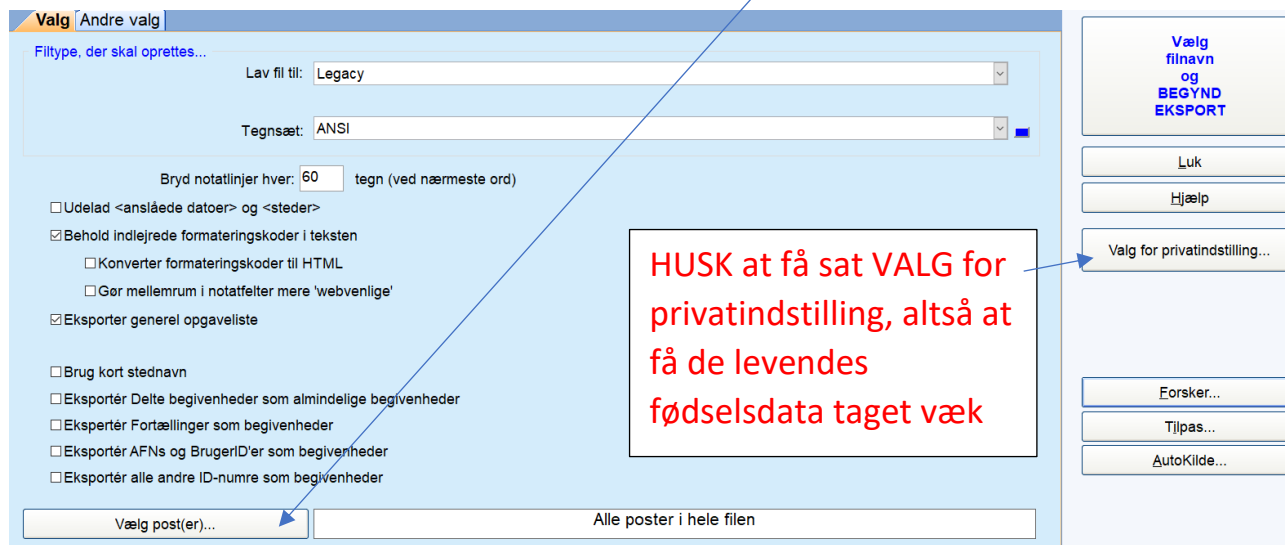 Valg Andre valg
Filtype, der skal oprettes...
Lav fil til: Legacy
Tegnsæt: ANSI
Bryd notatlinjer hver: 60 tegn (ved nærmeste ord)
Udelad <anslåede datoer> og <steder>
Behold indlejrede formateringskoder i teksten
Konverter formateringskoder til HTML
Gør mellemrum i notatfelter mere 'webvenlige'
Eksporter generel opgaveliste
Brug kort stednavn
Eksportér Delte begivenheder som almindelige begivenheder
Ekspertér Fortællinger som begivenheder
Eksportér AFNs og BrugerID'er som begivenheder
Eksportér alle andre ID-numre som begivenheder
Vælg post(er)...
Alle poster i hele filen
HUSK at få sat VALG for
privatindstilling, altså at
få de levendes
fødselsdata taget væk
Vælg
filnavn
og
BEGYND
EKSPORT
Luk
Hjælp
Valg for privatindstilling...
Forsker...
Tilpas...
AutoKilde...